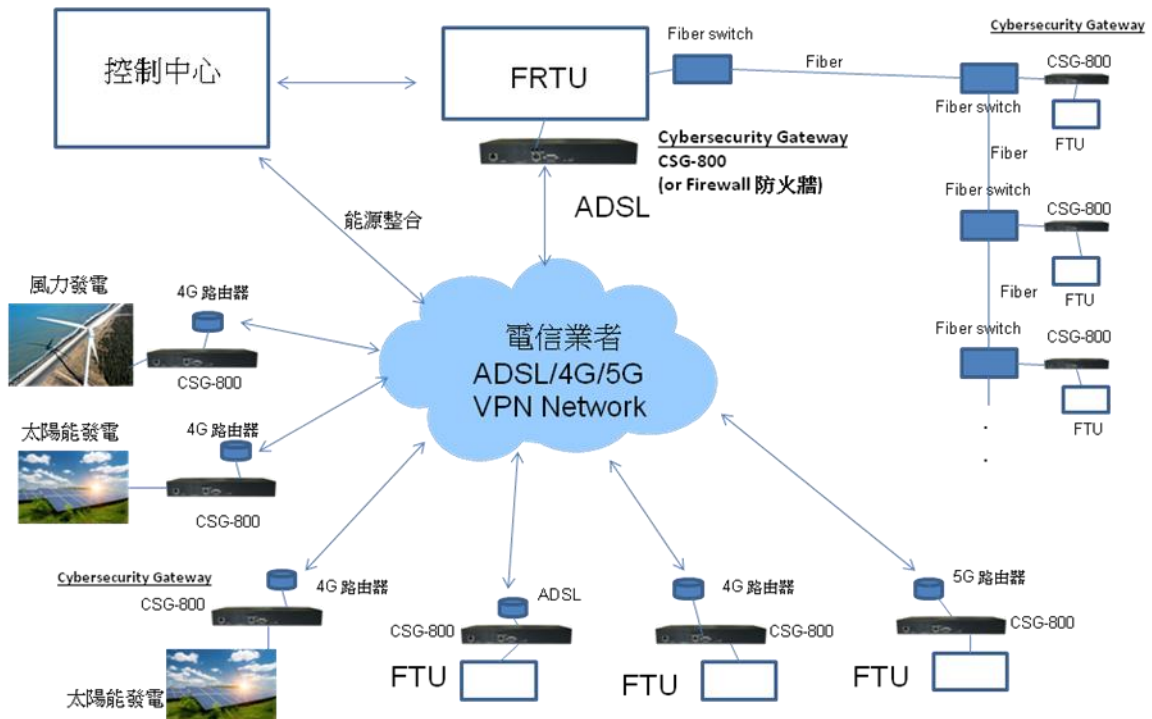 控制中心
FRTU
Fiber switch
Fiber
Cybersecurity Gateway
CSG-800
Fiber switch
FTU
Cybersecurity Gateway
CSG-800
(or Firewall 防火牆)
ADSL
Fiber
Fiber switch
CSG-800
FTU
能源整合
Fiber
Fiber switch
CSG-800
FTU
風力發電
4G 路由器
CSG-800
電信業者
ADSL/4G/5G
VPN Network
太陽能發電
4G 路由器
CSG-800
Cybersecurity Gateway
CSG-800
4G 路由器
太陽能發電
ADSL
CSG-800
FTU
4G 路由器
CSG-800
FTU
5G 路由器
CSG-800
FTU